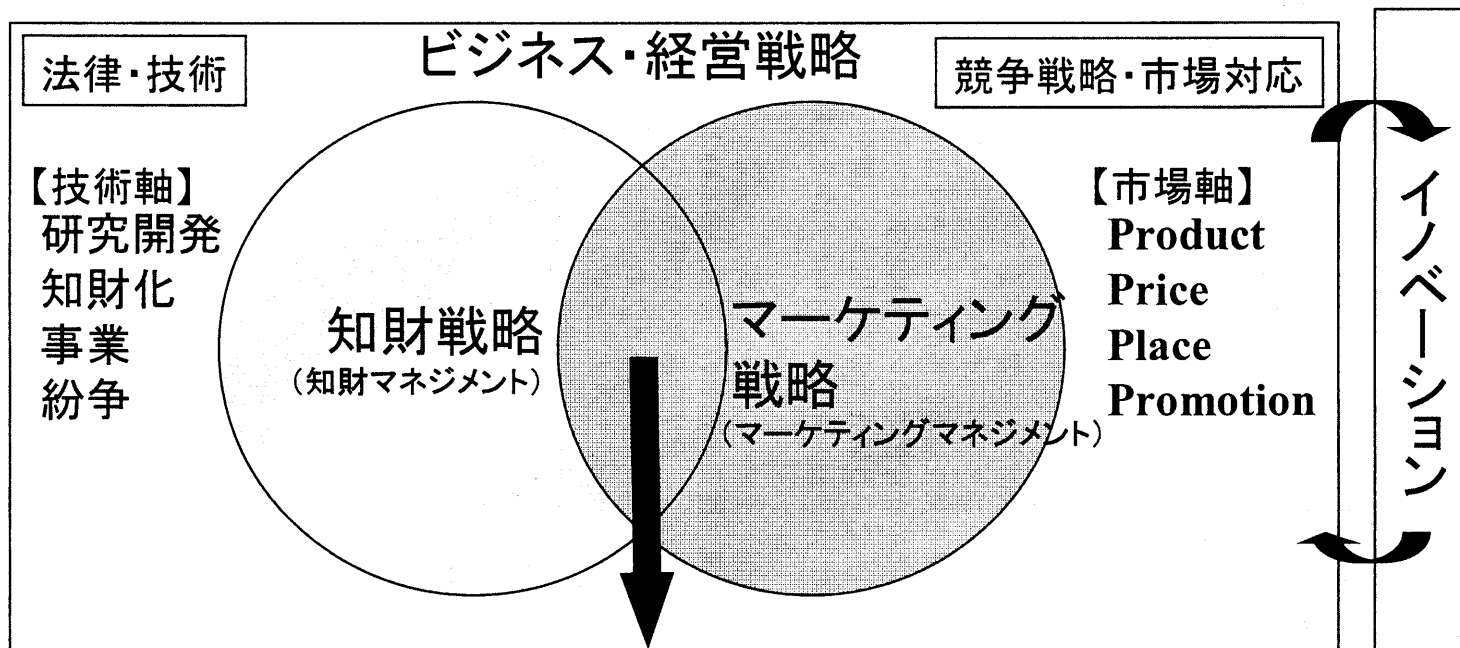 ビジネス・経営戦略
法律・技術
競争戦略・市場対応
【技術軸】
研究開発
知財化
事業
紛争
知財戦略
（知財マネジメント）
マーケティング
戦略
（マーケティングマネジメント）
【市場軸】
Product
Price
Place
Promotion
イノベーション